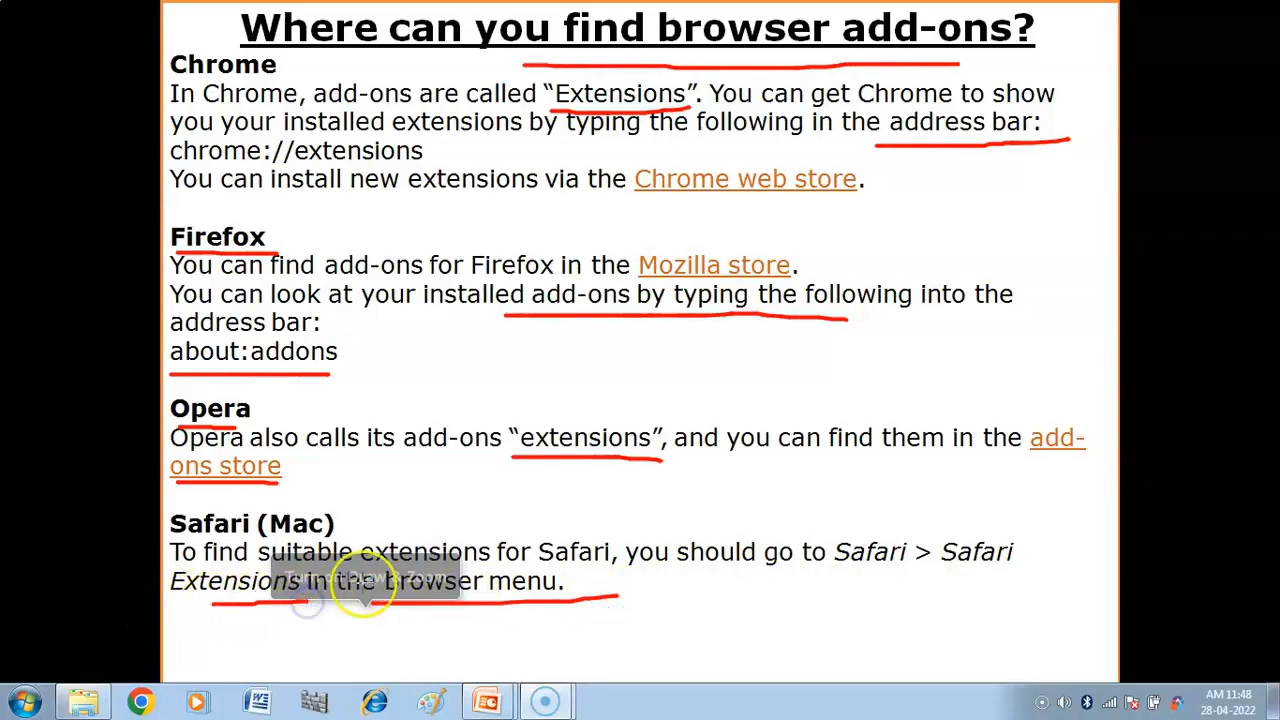 Where can you find browser add-ons?
Chrome
In Chrome, add-ons are called “Extensions”. You can get Chrome to show
you your installed extensions by typing the following in the address bar:
chrome://extensions
You can install new extensions via the Chrome web store.
Firefox
You can find add-ons for Firefox in the Mozilla store.
You can look at your installed add-ons by typing the following into the
address bar:
about:addons
Opera
Opera also calls its add-ons “extensions”, and you can find them in the add-
ons store
Safari (Mac)
To find suitable extensions for Safari, you should go to Safari > Safari
Extensions in the browser menu.
Turn on Draw & Zoom
AM 11:48
28-04-2022